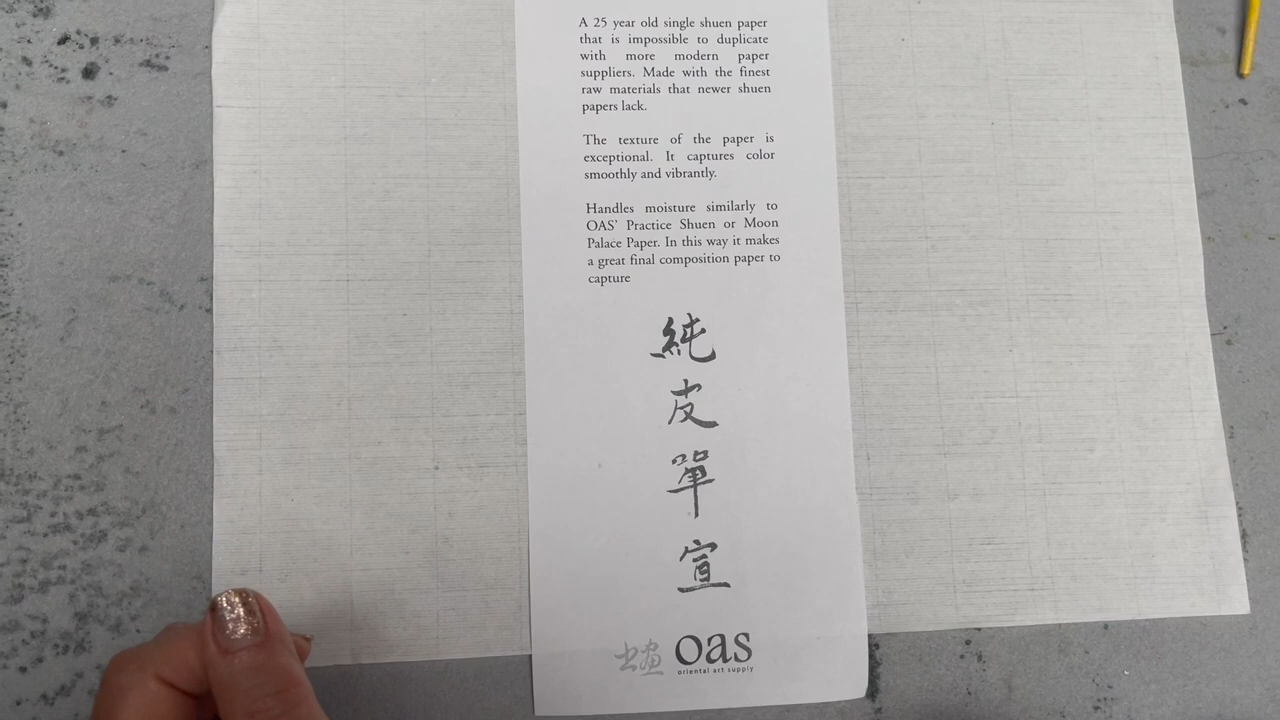 A 25 year old single shuen paper
that is impossible to duplicate
with more modern paper
suppliers. Made with the finest
raw materials that newer shuen
papers lack.
The texture of the paper is
exceptional. It captures color
smoothly and vibrantly.
Handles moisture similarly to
OAS' Practice Shuen or Moon
Palace Paper. In this way it makes
a great final composition paper to
capture
純
皮
單
宣
oas
oriental art supply